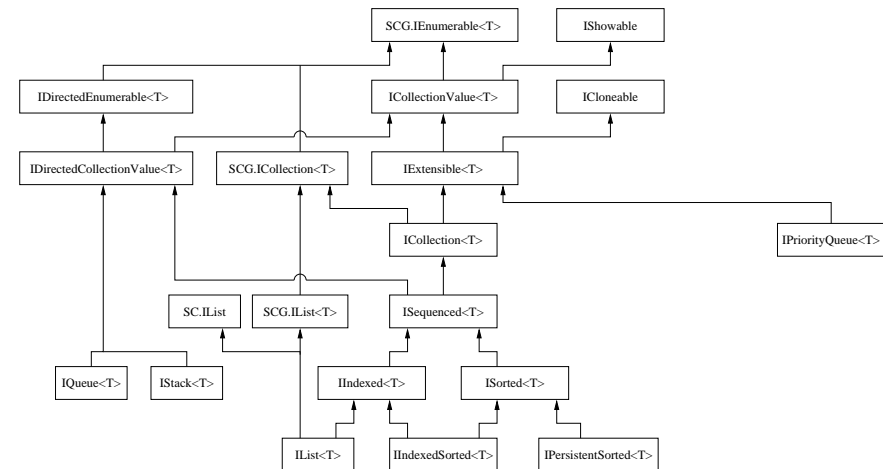 SCG.IEnumerable<T>
IShowable
IDirectedEnumerable<T>
ICollectionValue<T>
ICloneable
IDirectedCollectionValue<T>
SCG.ICollection<T>
IExtensible<T>
ICollection<T>
IPriorityQueue<T>
SC.IList
SCG.IList<T>
ISequenced<T>
IQueue<T>
IStack<T>
IIndexed<T>
ISorted<T>
IList<T>
IIndexedSorted<T>
IPersistentSorted<T>